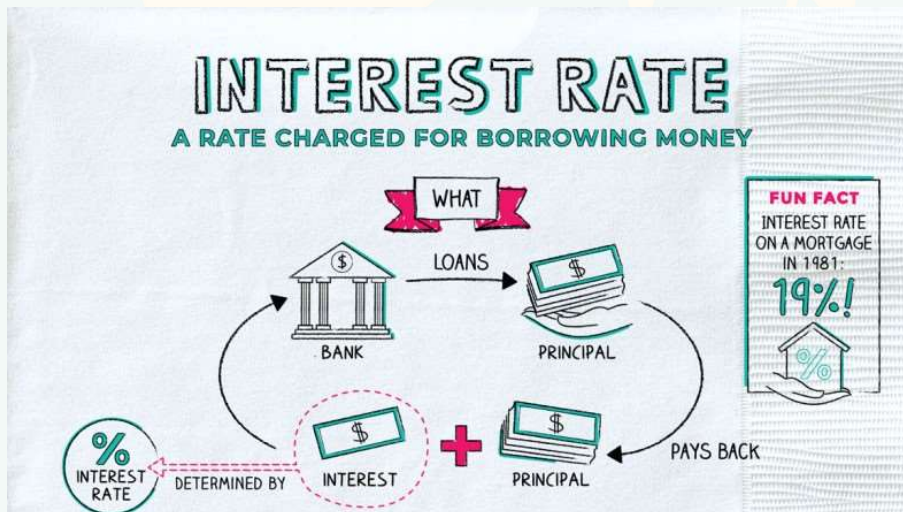 INTEREST RATE
A RATE CHARGED FOR BORROWING MONEY
WHAT
$
LOANS
$
BANK
PRINCIPAL
FUN FACT
INTEREST RATE
ON A MORTGAGE
IN 1981:
19%!
%
PAYS BACK
$
+
$
INTEREST
PRINCIPAL
DETERMINED BY
%
INTEREST
RATE